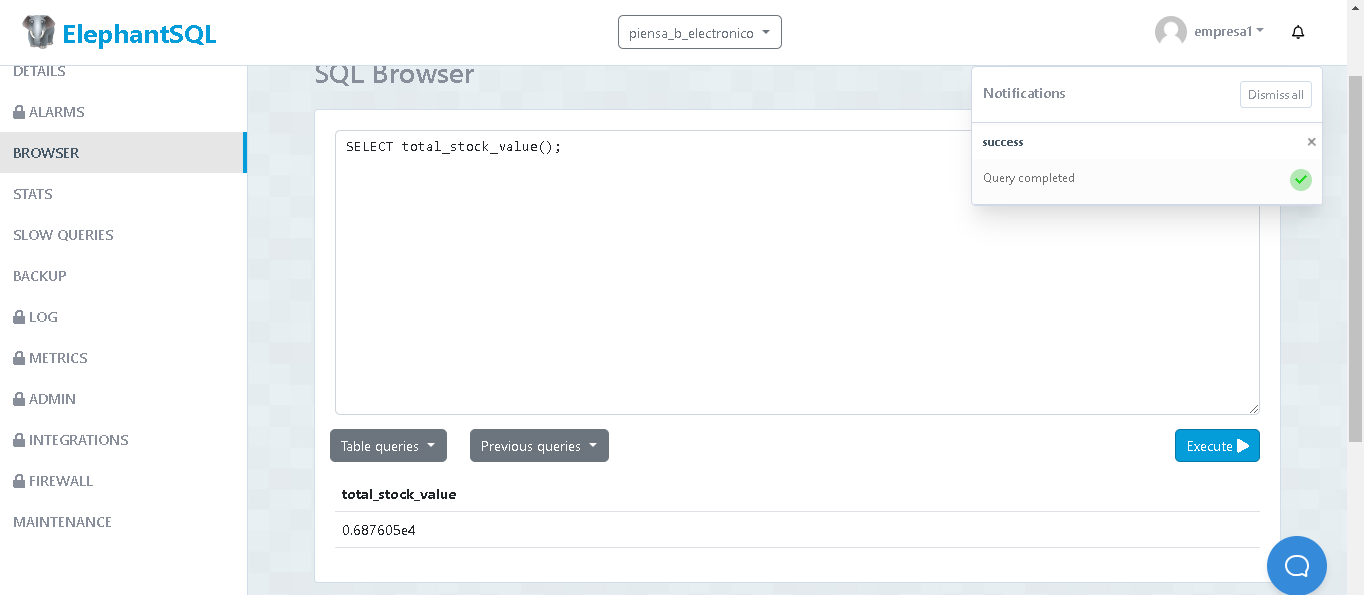 ElephantSQL
piensa_b_electronico
empresa1
DETAILS
ALARMS
BROWSER
STATS
SLOW QUERIES
BACKUP
LOG
METRICS
ADMIN
INTEGRATIONS
FIREWALL
MAINTENANCE
SQL Browser
Notifications
Dismiss all
success
×
Query completed
SELECT total_stock_value();
Table queries
Previous queries
Execute
total_stock_value
0.687605e4